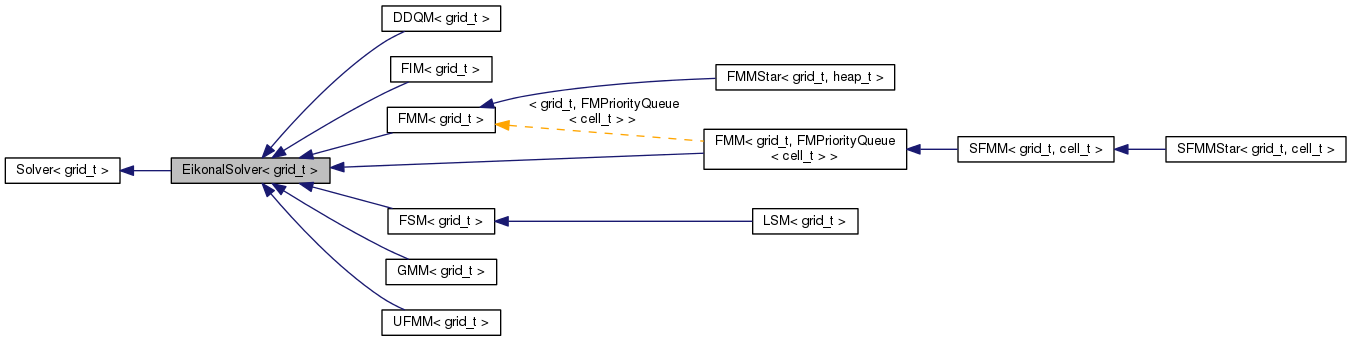 DDQM< grid_t >
FIM< grid_t >
FMMStar< grid_t, heap_t >
< grid_t, FMPriorityQueue
< cell_t > >
FMM< grid_t >
FMM< grid_t, FMPriorityQueue
< cell_t > >
SFMM< grid_t, cell_t >
SFMMStar< grid_t, cell_t >
Solver< grid_t >
EikonalSolver< grid_t >
FSM< grid_t >
LSM< grid_t >
GMM< grid_t >
UFMM< grid_t >